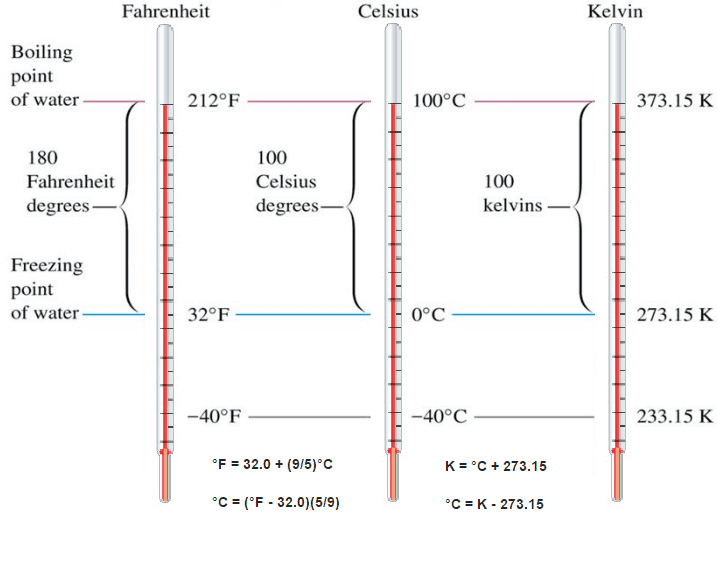 Fahrenheit
Celsius
Kelvin
Boiling
point
of water
212°F
100°C
373.15 K
180
Fahrenheit
degrees
100
Celsius
degrees
100
kelvins
Freezing
point
of water
32°F
0°C
273.15 K
−40°F
−40°C
233.15 K
°F = 32.0 + (9/5)°C
K = °C + 273.15
°C = (°F - 32.0)(5/9)
°C = K - 273.15